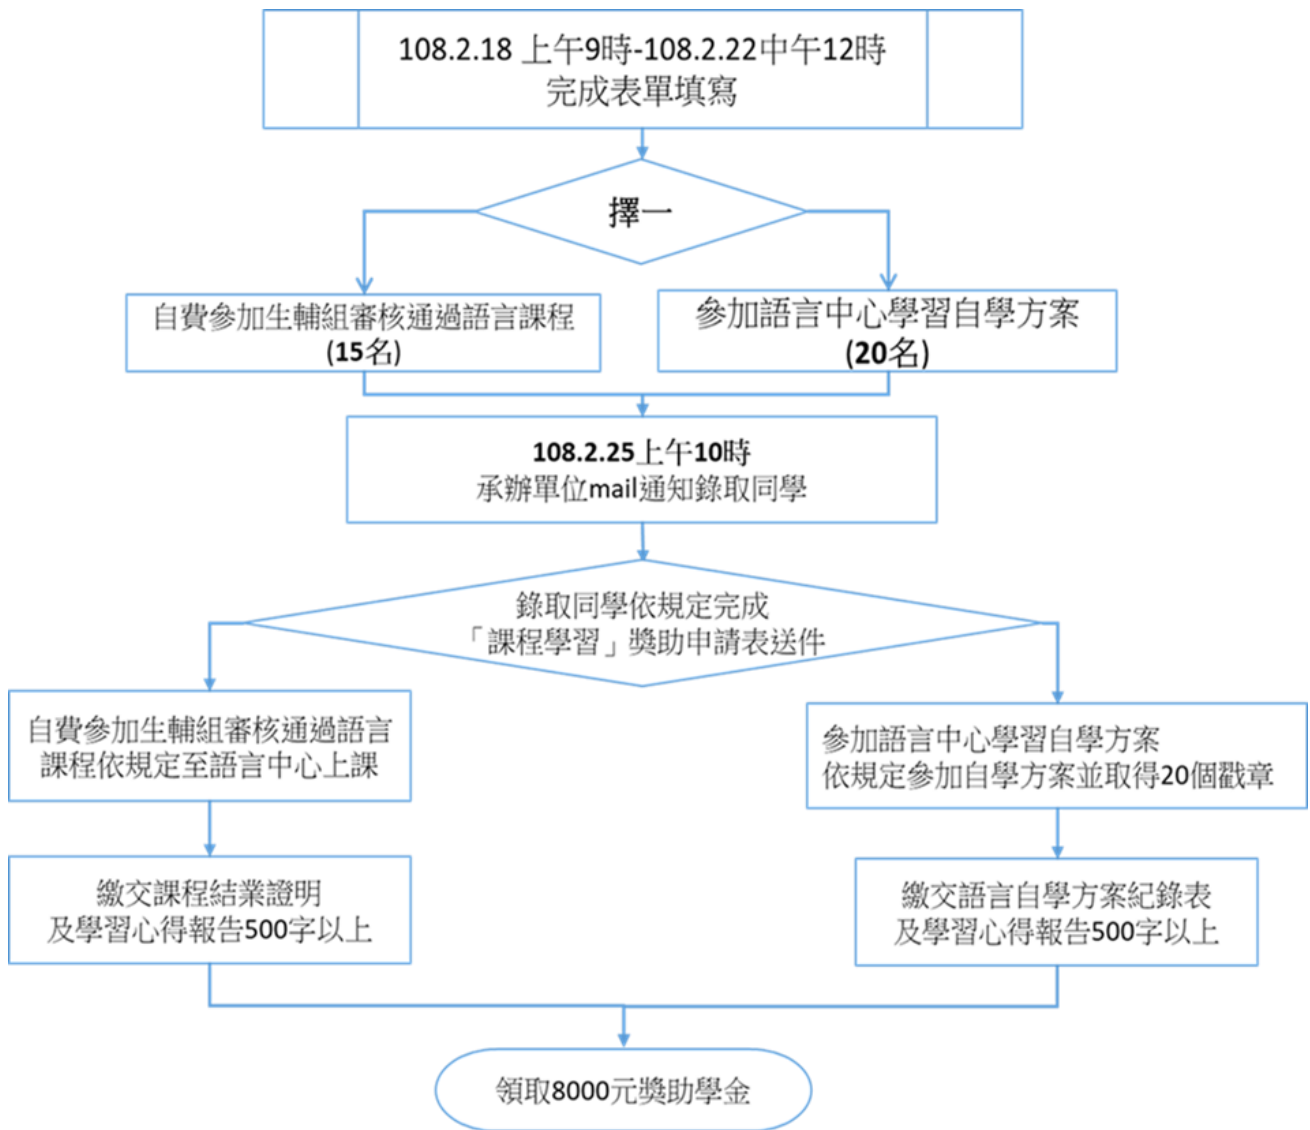 108.2.18 上午9時-108.2.22中午12時
完成表單填寫
擇一
自費參加生輔組審核通過語言課程
(15名)
參加語言中心學習自學方案
(20名)
108.2.25上午10時
承辦單位mail通知錄取同學
錄取同學依規定完成
「課程學習」獎助申請表送件
自費參加生輔組審核通過語言
課程依規定至語言中心上課
參加語言中心學習自學方案
依規定參加自學方案並取得20個戳章
繳交課程結業證明
及學習心得報告500字以上
繳交語言自學方案紀錄表
及學習心得報告500字以上
領取8000元獎助學金